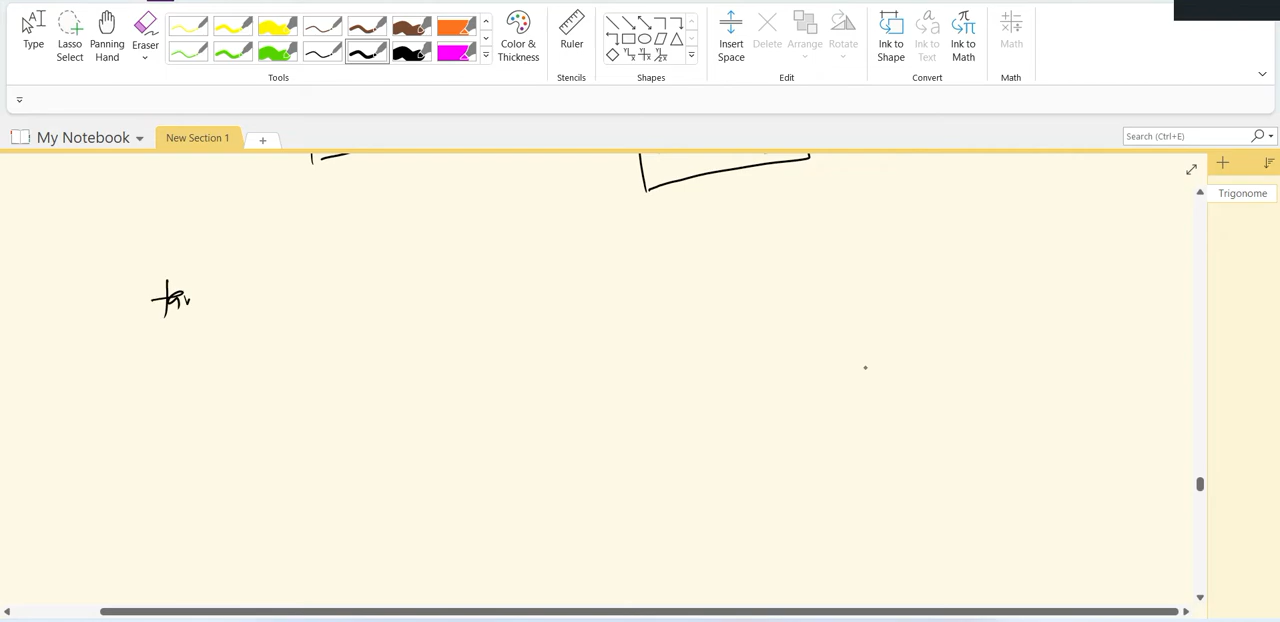 Type
Lasso
Select
Panning
Hand
Eraser
Color &
Thickness
Ruler
Insert
Space
Delete
Arrange
Rotate
Ink to
Shape
Ink to
Text
Ink to
Math
Math
Tools
Stencils
Shapes
Edit
Convert
Math
My Notebook
New Section 1
Search (Ctrl+E)
Trigonome